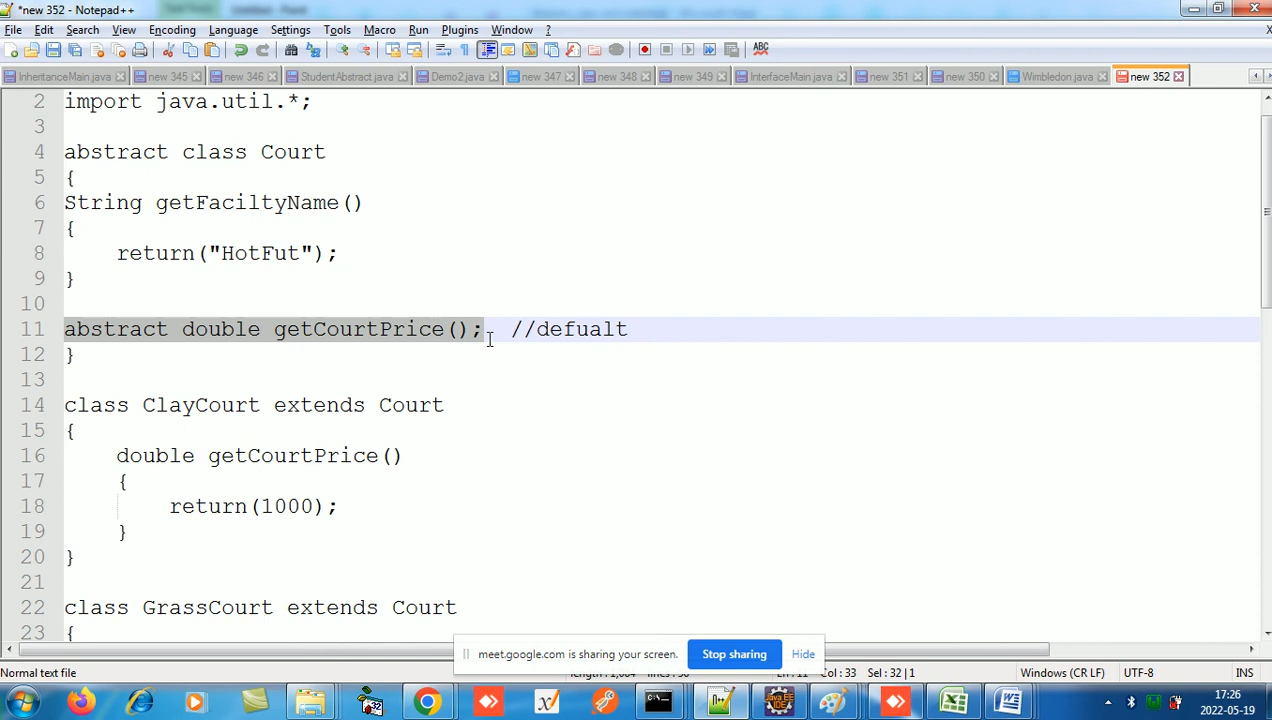 *new 352 - Notepad++
File Edit Search View Encoding Language Settings Tools Macro Run Plugins Window ?
InheritanceMain.java new 345 new 346 StudentAbstract.java Demo2.java new 347 new 348 new 349 InterfaceMain.java new 351 new 350 Wimbledon.java new 352
2 import java.util.*;
3
4 abstract class Court
5 {
6 String getFaciltyName()
7 {
8 return("HotFut");
9 }
10
11 abstract double getCourtPrice(); //defualt
12 }
13
14 class ClayCourt extends Court
15 {
16 double getCourtPrice()
17 {
18 return(1000);
19 }
20 }
21
22 class GrassCourt extends Court
23 {
meet.google.com is sharing your screen. Stop sharing Hide
Normal text file Col : 33 Sel : 32 | 1 Windows (CR LF) UTF-8 INS
17:26
2022-05-19